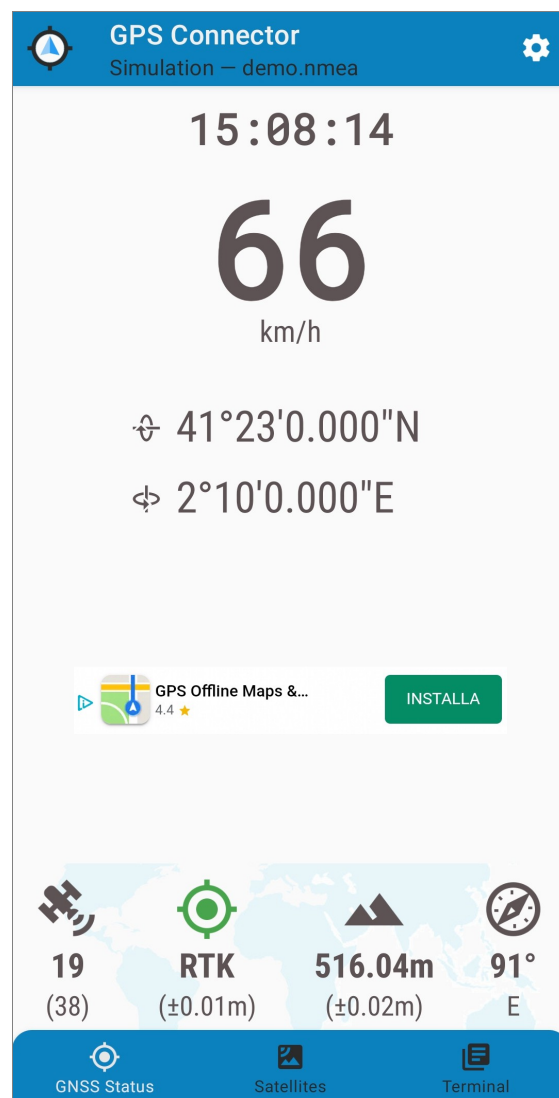 GPS Connector
Simulation — demo.nmea
15:08:14
66
km/h
41°23'0.000"N
2°10'0.000"E
GPS Offline Maps &...
4.4 ★
INSTALLA
19 RTK 516.04m 91°
(38) (±0.01m) (±0.02m) E
GNSS Status Satellites Terminal